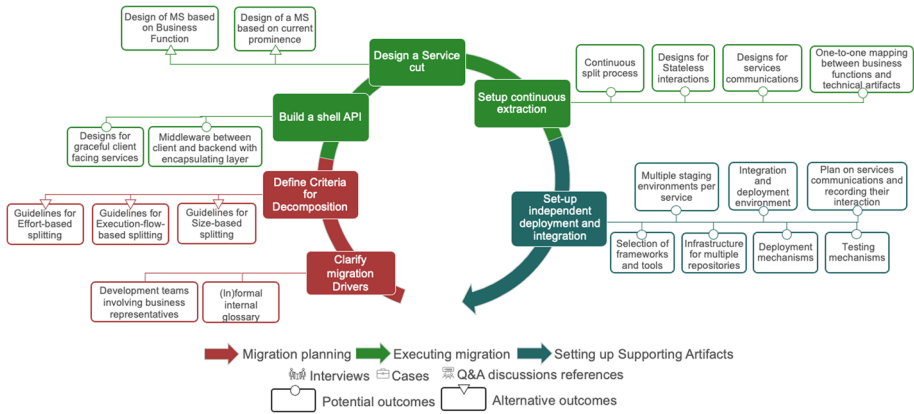 Design of MS based
on Business
Function
Design of a MS
based on current
prominence
Design a Service
cut
Continuous
split process
Designs for
Stateless
interactions
Designs for
services
communications
One-to-one mapping
between business
functions and
technical artifacts
Setup continuous
extraction
Build a shell API
Designs for
graceful client
facing services
Middleware between
client and backend with
encapsulating layer
Define Criteria
for
Decomposition
Multiple staging
environments per
service
Integration
and
deployment
environment
Plan on services
communications and
recording their
interaction
Guidelines for
Effort-based
splitting
Guidelines for
Execution-flow-
based splitting
Guidelines for
Size-based
splitting
Set-up
independent
deployment and
integration
Selection of
frameworks
and tools
Infrastructure
for multiple
repositories
Deployment
mechanisms
Testing
mechanisms
Clarify
migration
Drivers
Development teams
involving business
representatives
(In)formal
internal
glossary
Migration planning
Executing migration
Setting up Supporting Artifacts
Interviews
Cases
Q&A discussions references
Potential outcomes
Alternative outcomes